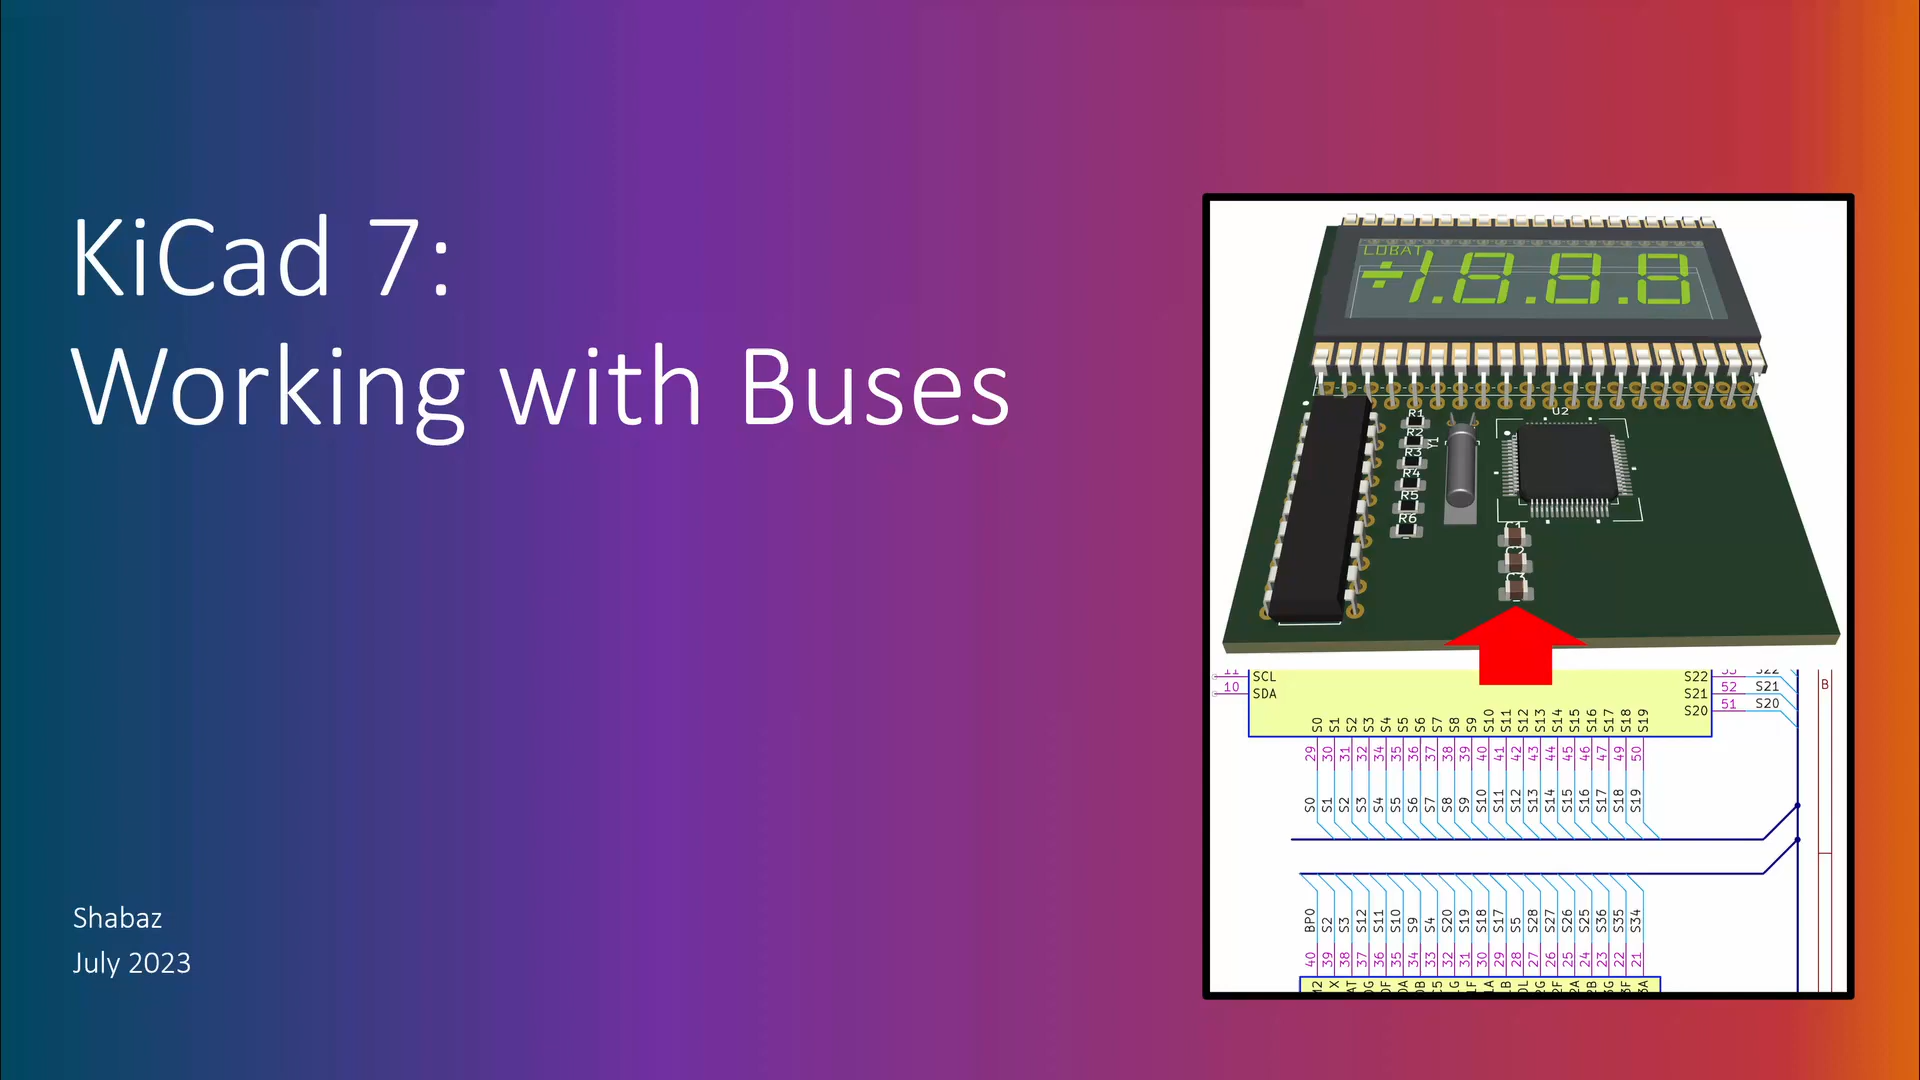 KiCad 7:
Working with Buses
Shabaz
July 2023
LOBAT
R1
R2
R3
R4
R5
R6
Y1
U2
SCL
10 SDA
S22
S21 52 S21
S20 51 S20
B
S0 S1 S2 S3 S4 S5 S6 S7 S8 S9 S10 S11 S12 S13 S14 S15 S16 S17 S18 S19
29 30 31 32 34 35 36 37 38 39 40 41 42 43 44 45 46 47 49 50
S0 S1 S2 S3 S4 S5 S6 S7 S8 S9 S10 S11 S12 S13 S14 S15 S16 S17 S18 S19
BP0 S2 S3 S12 S11 S10 S9 S4 S20 S19 S18 S17 S5 S28 S27 S26 S25 S36 S35 S34
40 39 38 37 36 35 34 33 32 31 30 29 28 27 26 25 24 23 22 21